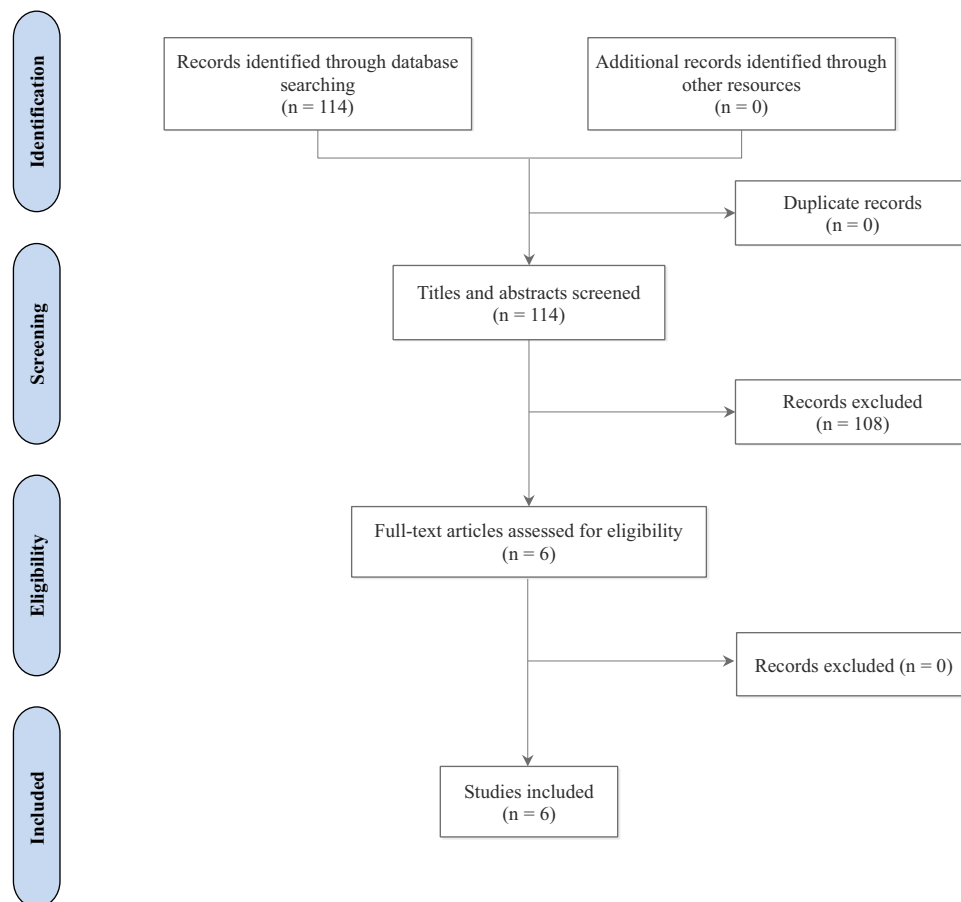 Identification
Records identified through database
searching
(n = 114)
Additional records identified through
other resources
(n = 0)
Duplicate records
(n = 0)
Screening
Titles and abstracts screened
(n = 114)
Records excluded
(n = 108)
Eligibility
Full-text articles assessed for eligibility
(n = 6)
Records excluded (n = 0)
Included
Studies included
(n = 6)